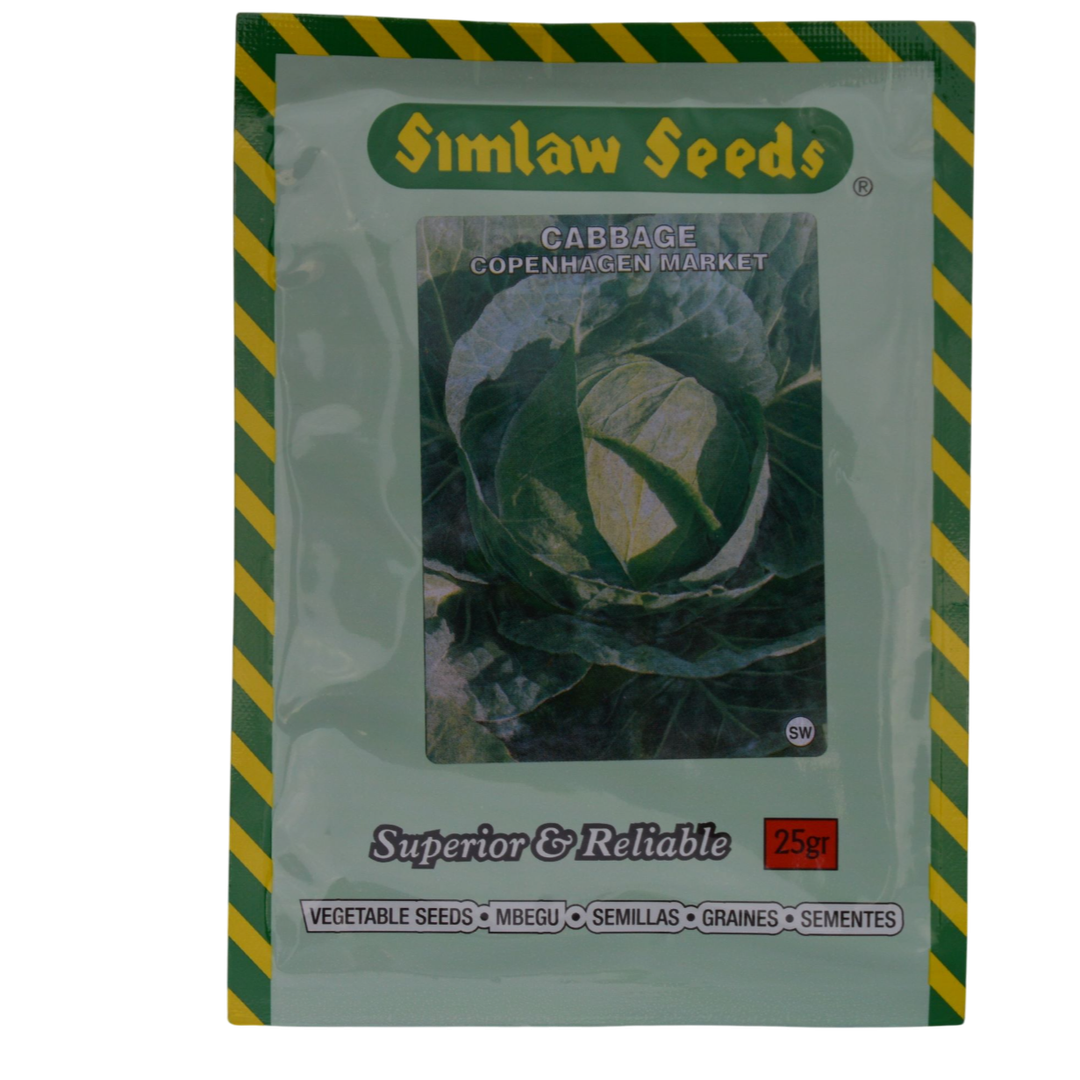 Simlaw Seeds
®
CABBAGE
COPENHAGEN MARKET
SW
Superior & Reliable
25gr
VEGETABLE SEEDS • MBEGU • SEMILLAS • GRAINES • SEMENTES